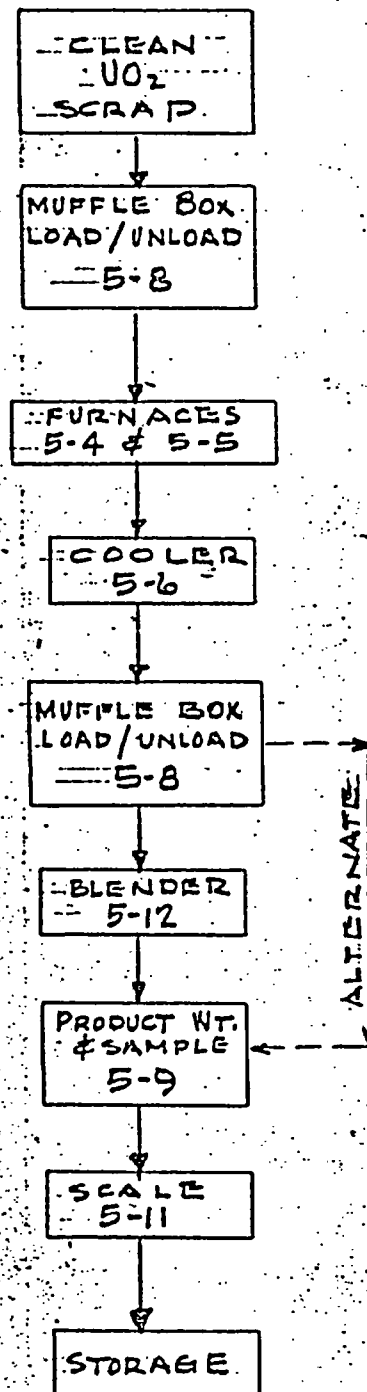 CLEAN
UO2
SCRAP
MUFFLE BOX
LOAD/UNLOAD
5-8
FURNACES
5-4 & 5-5
COOLER
5-6
MUFFLE BOX
LOAD/UNLOAD
5-8
ALTERNATE
BLENDER
5-12
PRODUCT WT.
& SAMPLE
5-9
SCALE
5-11
STORAGE